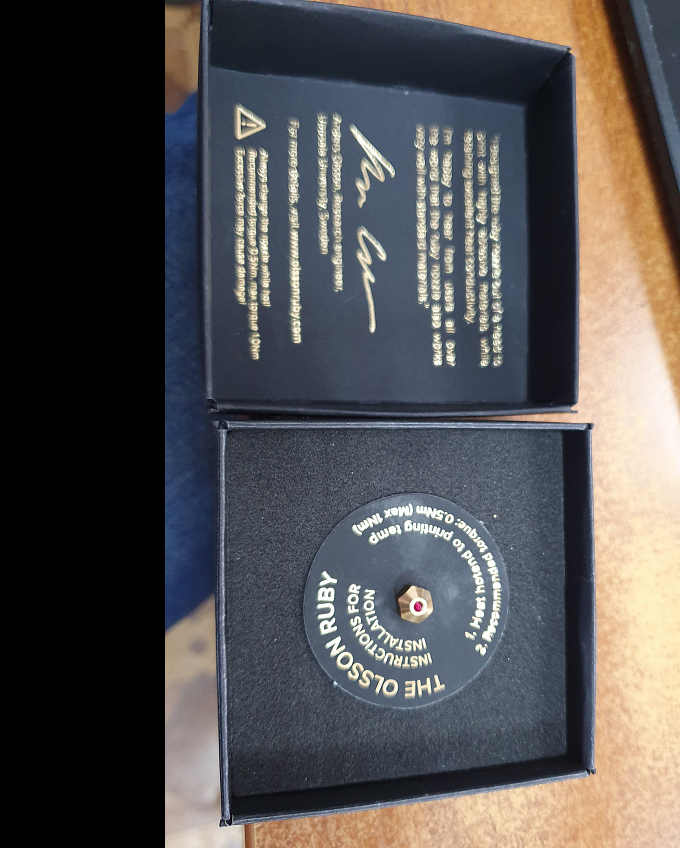 "I designed the ruby nozzle out of a need to
print with highly abrasive materials while
retaining excellent heat conductivity.
I'm happy to hear from users all over
the world that the Ruby nozzle also works
very well with standard materials."
Anders Olsson, Research engineer,
Uppsala University, Sweden
For more details, visit www.olssonruby.com
Always change the nozzle while hot!
Recommended torque 0.5Nm, max torque 1.0Nm
Excessive force may cause damage!
THE OLSSON RUBY
INSTRUCTIONS FOR
INSTALLATION
1. Heat hotend to printing temp
2. Recommended torque: 0.5Nm (Max 1Nm)